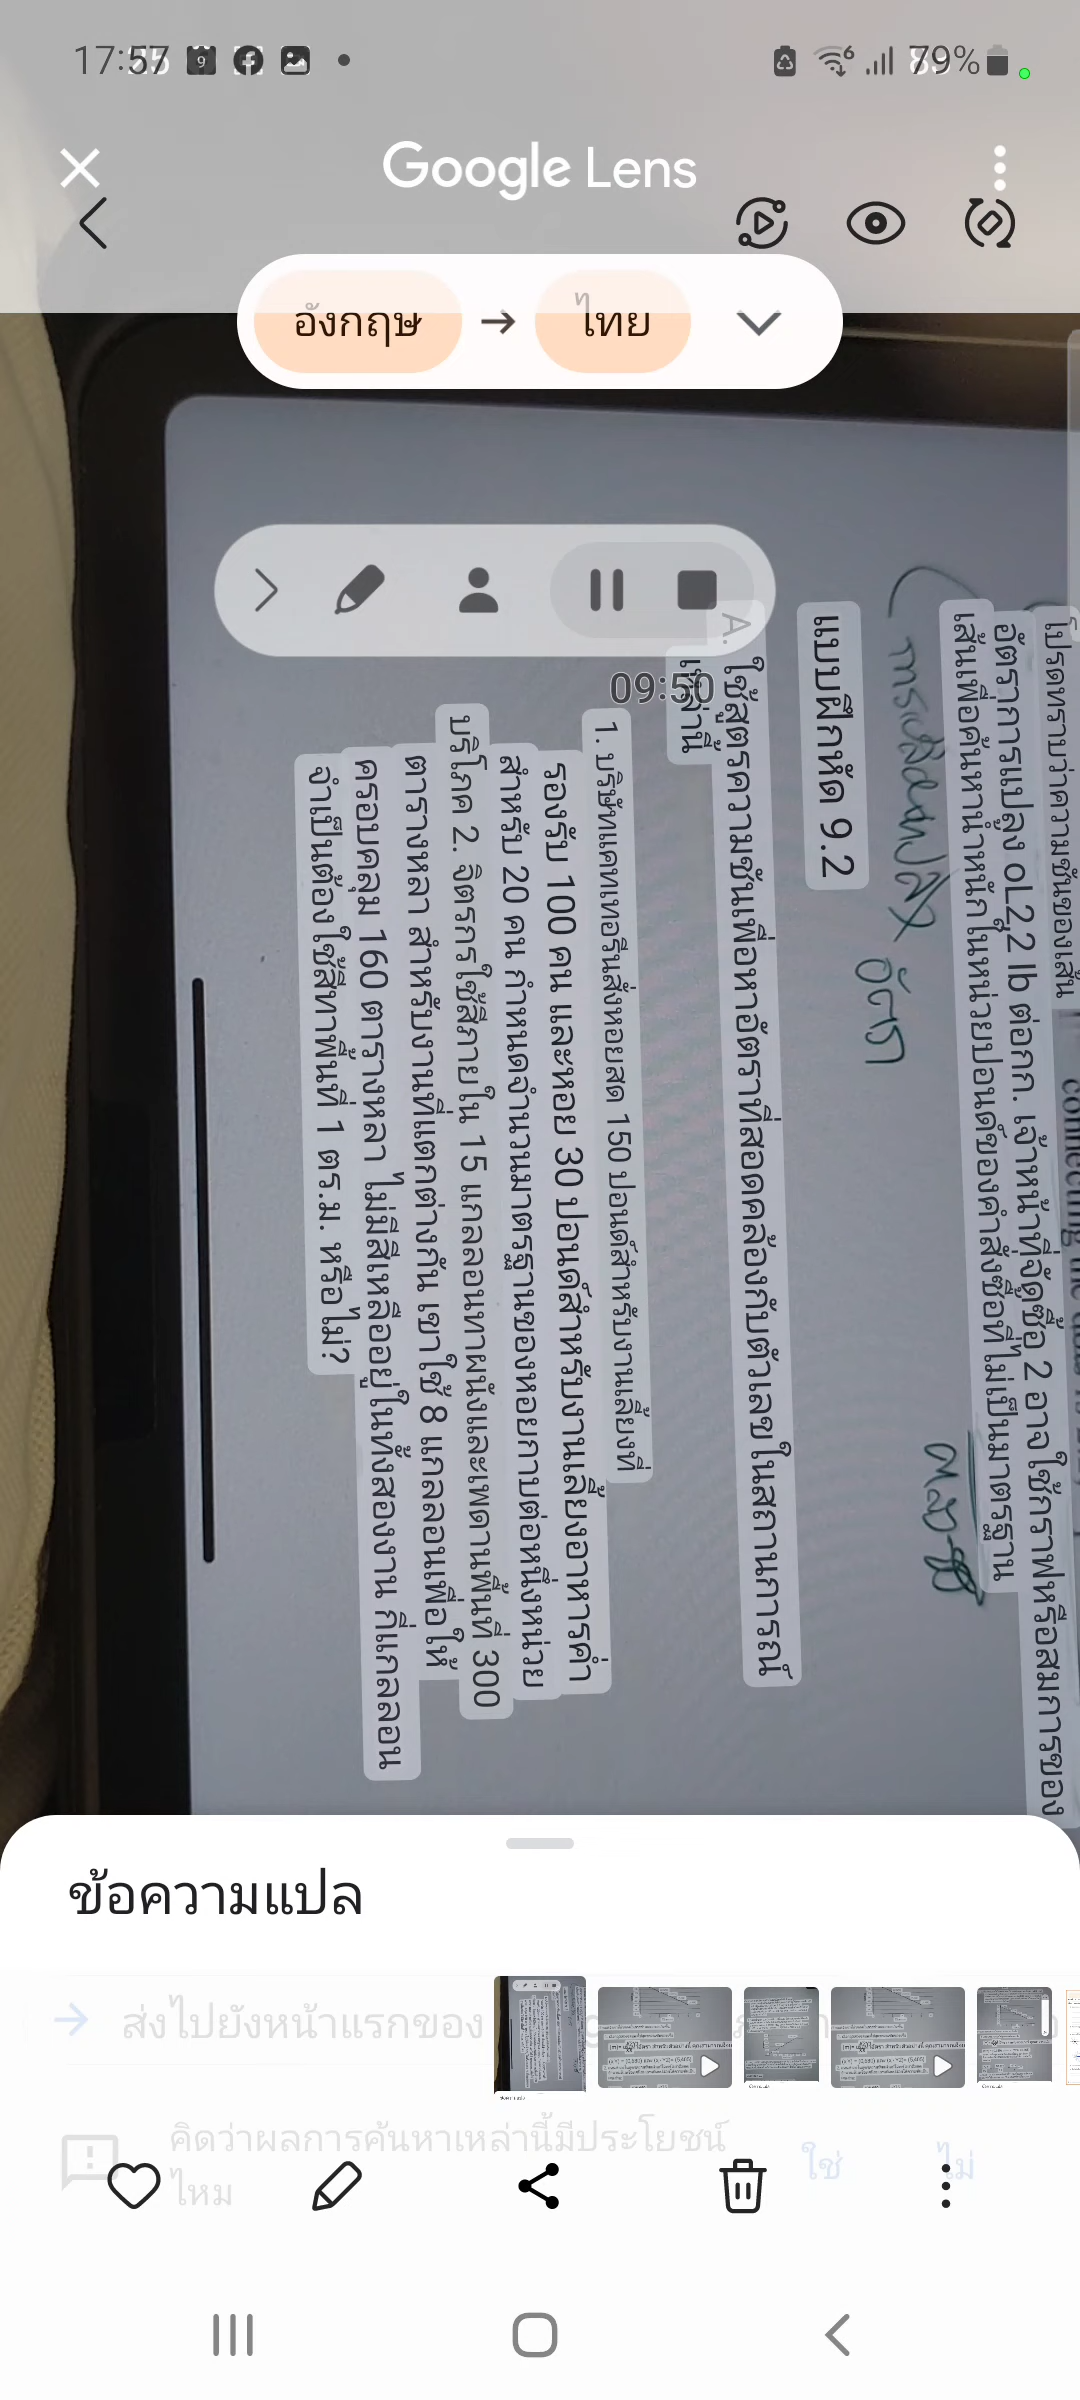 17:57
79%
Google Lens
อังกฤษ → ไทย
09:50
โปรดทราบว่าความชันของเส้น
อัตราการแปลง oL2,2 lb ต่อกก. เจ้าหน้าที่จัดซื้อ 2 อาจใช้กราฟหรือสมการของ
เส้นเพื่อค้นหาน้ำหนักในหน่วยปอนด์ของคำสั่งซื้อที่ไม่เป็นมาตรฐาน
การเปลี่ยนแปลง
อัตรา
แบบฝึกหัด 9.2
A. ใช้สูตรความชันเพื่อหาอัตราที่สอดคล้องกับตัวเลขในสถานการณ์
เหล่านี้
1. บริษัทแคทเทอรินสั่งหอยสด 150 ปอนด์สำหรับงานเลี้ยงที่
รองรับ 100 คน และหอย 30 ปอนด์สำหรับงานเลี้ยงอาหารค่ำ
สำหรับ 20 คน กำหนดจำนวนมาตรฐานของหอยกาบต่อหนึ่งหน่วย
บริโภค 2. จิตรกรใช้สีภายใน 15 แกลลอนทาผนังและเพดานพื้นที่ 300
ตารางหลา สำหรับงานที่แตกต่างกัน เขาใช้ 8 แกลลอนเพื่อให้
ครอบคลุม 160 ตารางหลา ไม่มีสีเหลืออยู่ในทั้งสองงาน กี่แกลลอน
จำเป็นต้องใช้สีทาพื้นที่ 1 ตร.ม. หรือไม่?
ข้อความแปล
ส่งไปยังหน้าแรกของ
คิดว่าผลการค้นหาเหล่านี้มีประโยชน์
ไหม
ใช่
ไม่